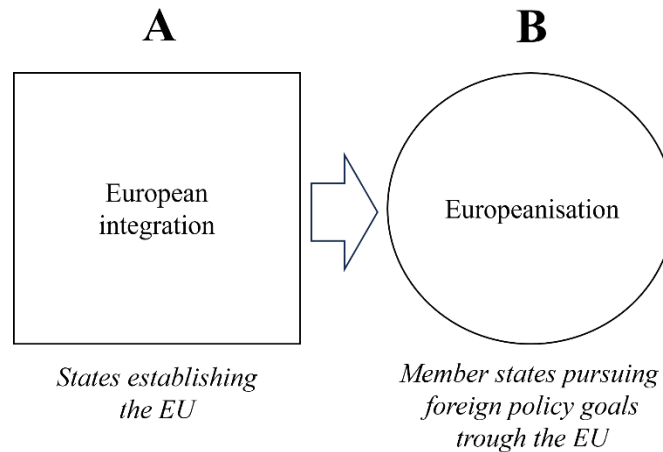 A
B
European
integration
Europeanisation
States establishing
the EU
Member states pursuing
foreign policy goals
trough the EU